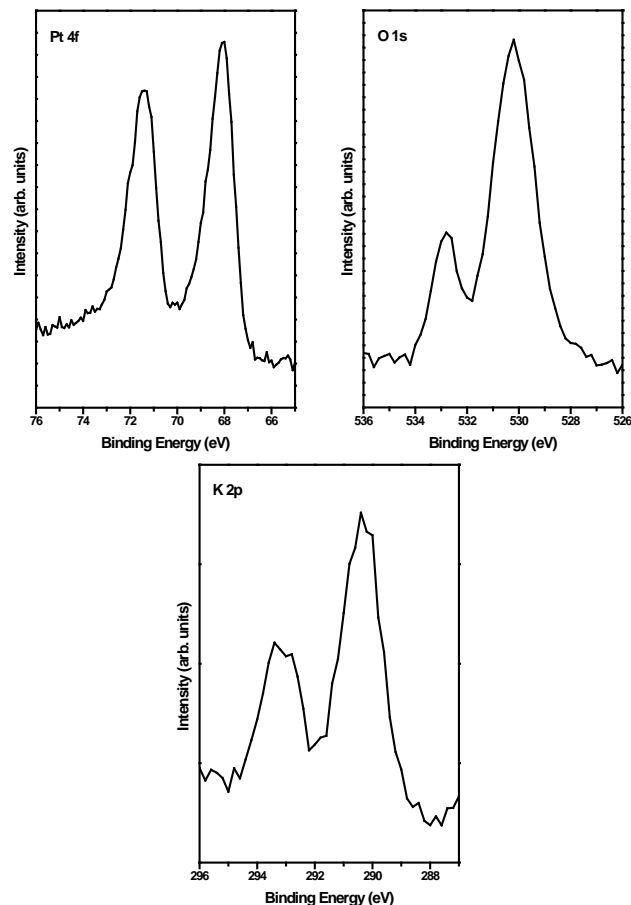 Pt 4f
Intensity (arb. units)
76 74 72 70 68 66
Binding Energy (eV)
O 1s
Intensity (arb. units)
536 534 532 530 528 526
Binding Energy (eV)
K 2p
Intensity (arb. units)
296 294 292 290 288
Binding Energy (eV)